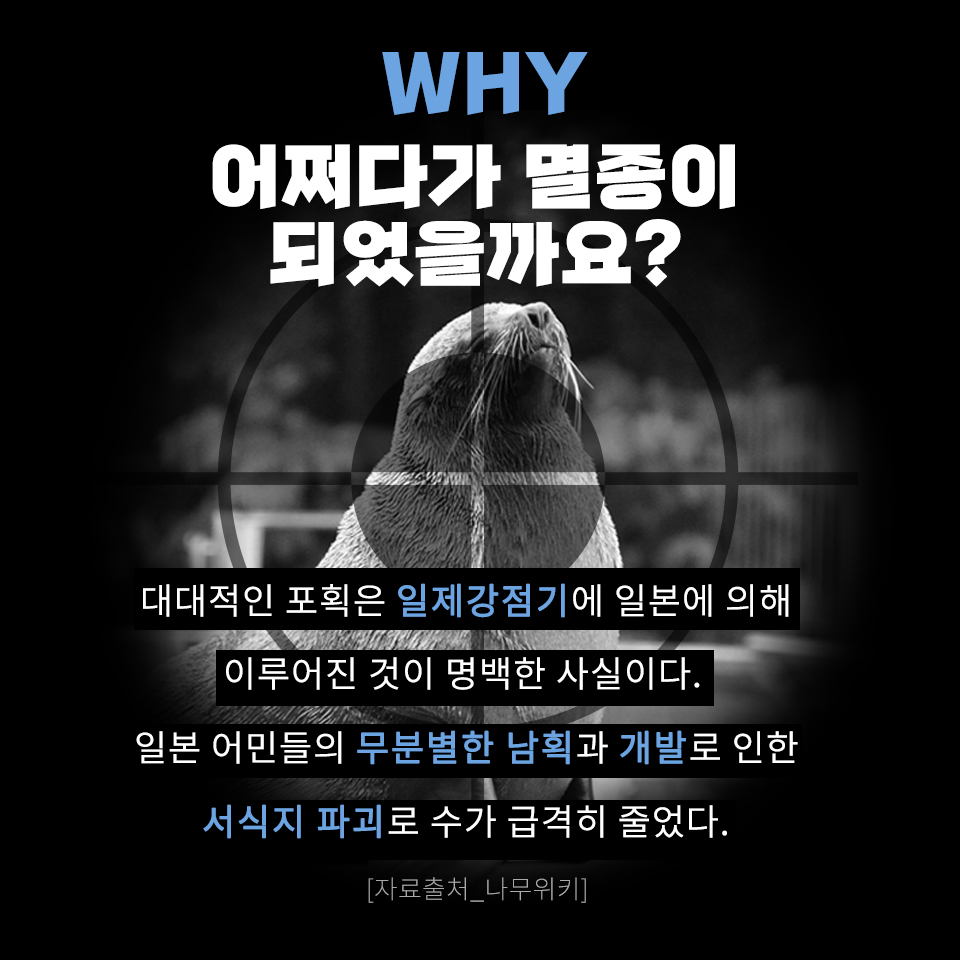 WHY
어쩌다가 멸종이
되었을까요?
대대적인 포획은 일제강점기에 일본에 의해
이루어진 것이 명백한 사실이다.
일본 어민들의 무분별한 남획과 개발로 인한
서식지 파괴로 수가 급격히 줄었다.
[자료출처_나무위키]